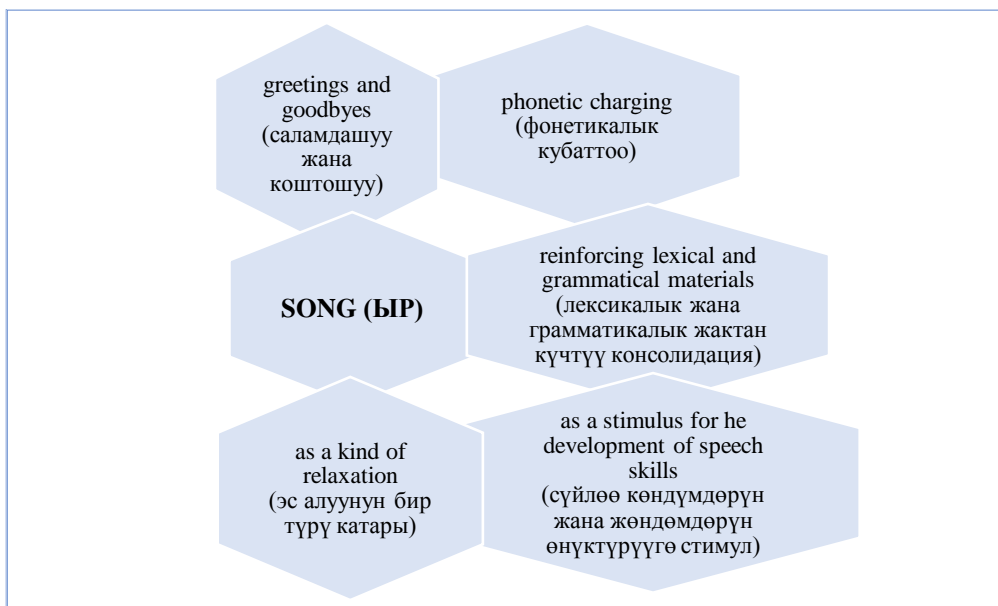 greetings and
goodbyes
(саламдашуу
жана
коштошуу)
phonetic charging
(фонетикалык
кубаттоо)
SONG (ЫР)
reinforcing lexical and
grammatical materials
(лексикалык жана
грамматикалык жактан
күчтүү консолидация)
as a kind of
relaxation
(эс алуунун бир
түрү катары)
as a stimulus for he
development of speech
skills
(сүйлөө көндүмдөрүн
жана жөндөмдөрүн
өнүктүрүүгө стимул)